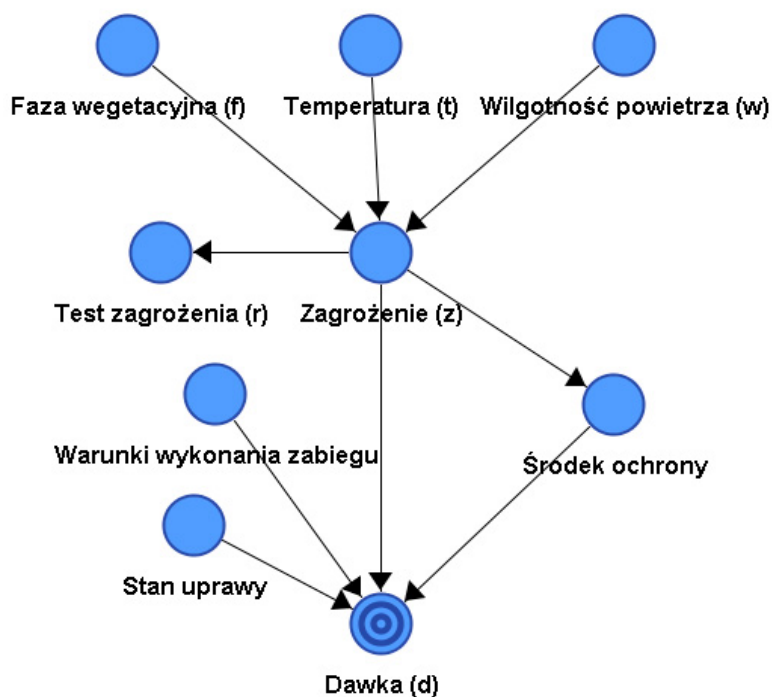 Faza wegetacyjna (f)
Temperatura (t)
Wilgotność powietrza (w)
Test zagrożenia (r)
Zagrożenie (z)
Warunki wykonania zabiegu
Środek ochrony
Stan uprawy
Dawka (d)